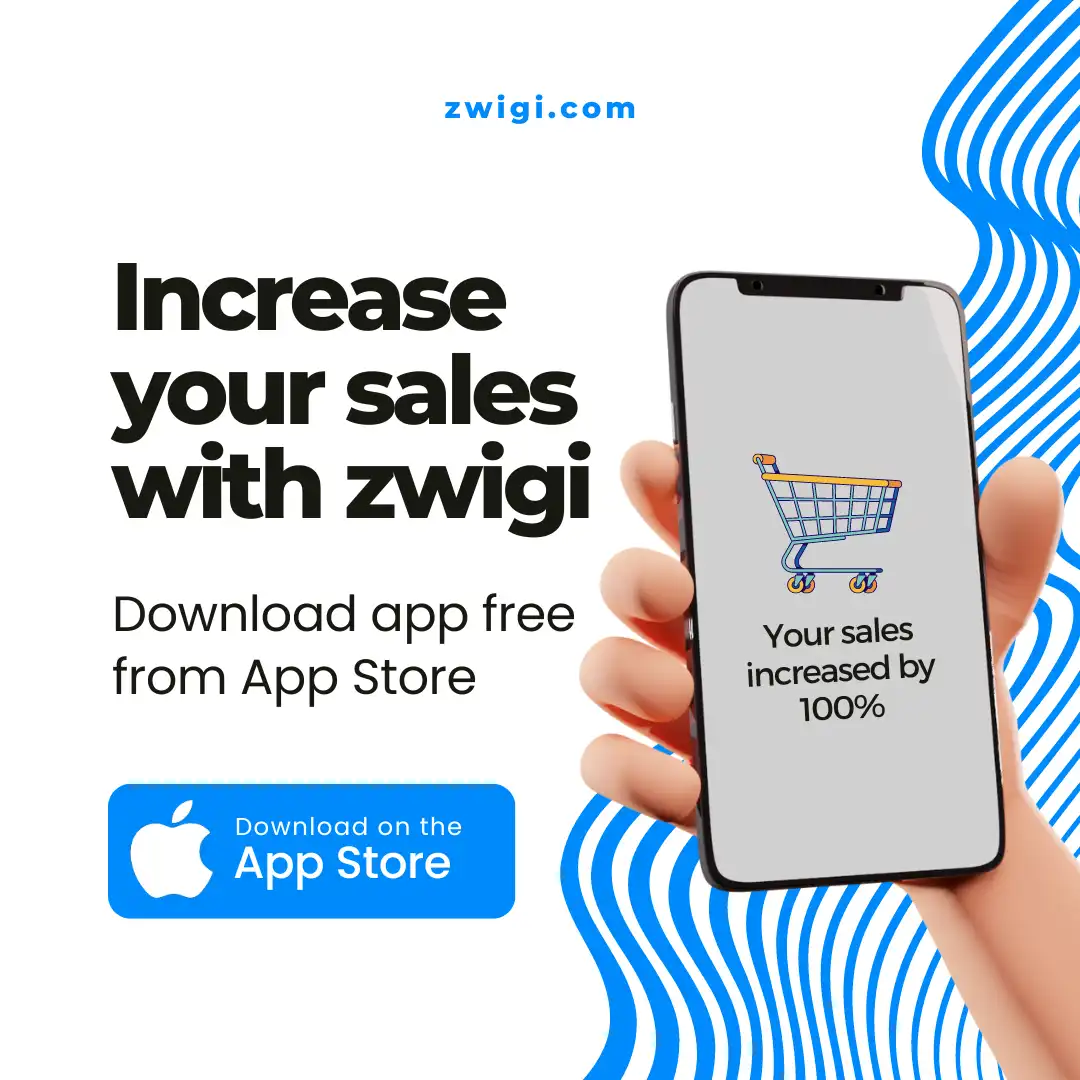 zwigi.com
Increase
your sales
with zwigi
Download app free
from App Store
Download on the
App Store
Your sales
increased by
100%